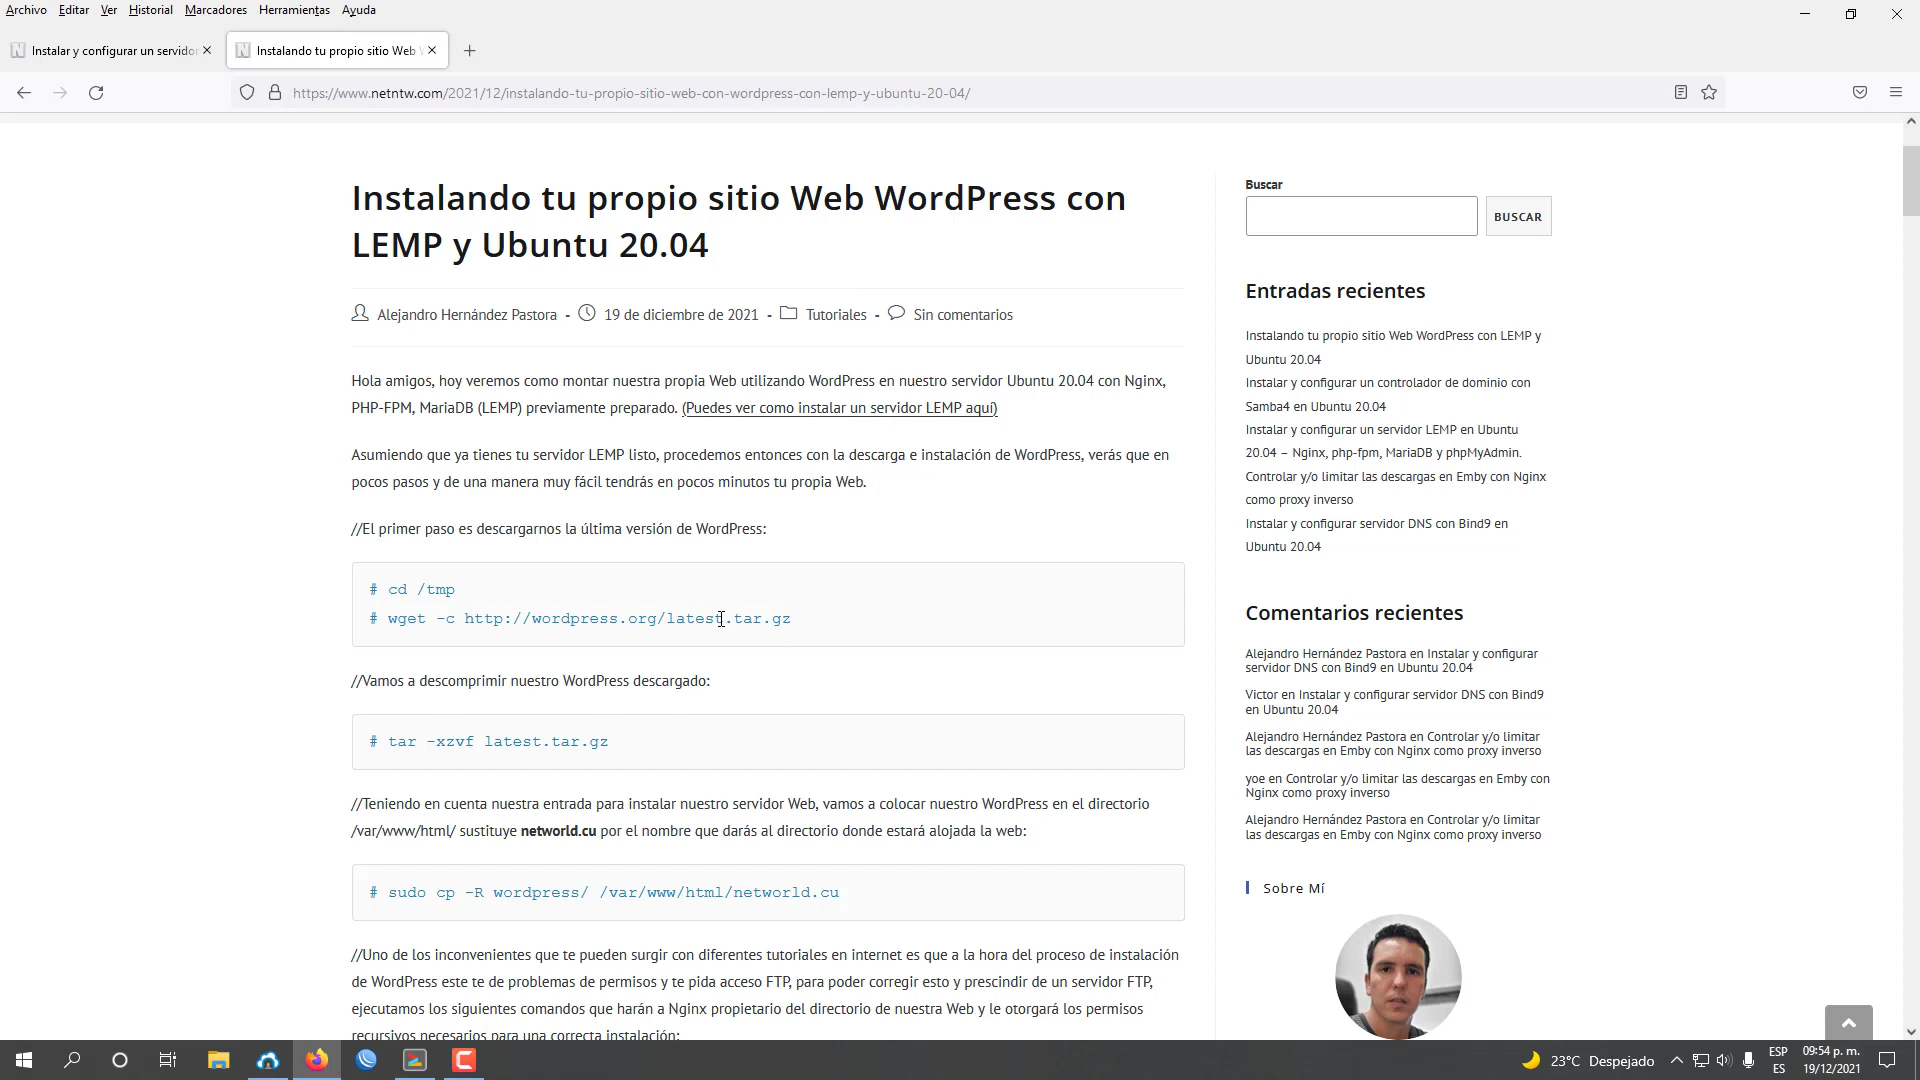 Archivo Editar Ver Historial Marcadores Herramientas Ayuda
Instalar y configurar un servidor
Instalando tu propio sitio Web
https://www.netntw.com/2021/12/instalando-tu-propio-sitio-web-con-wordpress-con-lemp-y-ubuntu-20-04/
Instalando tu propio sitio Web WordPress con
LEMP y Ubuntu 20.04
Alejandro Hernández Pastora - 19 de diciembre de 2021 - Tutoriales - Sin comentarios
Hola amigos, hoy veremos como montar nuestra propia Web utilizando WordPress en nuestro servidor Ubuntu 20.04 con Nginx,
PHP-FPM, MariaDB (LEMP) previamente preparado. (Puedes ver como instalar un servidor LEMP aquí)
Asumiendo que ya tienes tu servidor LEMP listo, procedemos entonces con la descarga e instalación de WordPress, verás que en
pocos pasos y de una manera muy fácil tendrás en pocos minutos tu propia Web.
//El primer paso es descargarnos la última versión de WordPress:
# cd /tmp
# wget -c http://wordpress.org/latest.tar.gz
//Vamos a descomprimir nuestro WordPress descargado:
# tar -xzvf latest.tar.gz
//Teniendo en cuenta nuestra entrada para instalar nuestro servidor Web, vamos a colocar nuestro WordPress en el directorio
/var/www/html/ sustituye networld.cu por el nombre que darás al directorio donde estará alojada la web:
# sudo cp -R wordpress/ /var/www/html/networld.cu
//Uno de los inconvenientes que te pueden surgir con diferentes tutoriales en internet es que a la hora del proceso de instalación
de WordPress este te de problemas de permisos y te pida acceso FTP, para poder corregir esto y prescindir de un servidor FTP,
ejecutamos los siguientes comandos que harán a Nginx propietario del directorio de nuestra Web y le otorgará los permisos
recursivos necesarios para una correcta instalación:
Buscar
BUSCAR
Entradas recientes
Instalando tu propio sitio Web WordPress con LEMP y
Ubuntu 20.04
Instalar y configurar un controlador de dominio con
Samba4 en Ubuntu 20.04
Instalar y configurar un servidor LEMP en Ubuntu
20.04 – Nginx, php-fpm, MariaDB y phpMyAdmin.
Controlar y/o limitar las descargas en Emby con Nginx
como proxy inverso
Instalar y configurar servidor DNS con Bind9 en
Ubuntu 20.04
Comentarios recientes
Alejandro Hernández Pastora en Instalar y configurar
servidor DNS con Bind9 en Ubuntu 20.04
Victor en Instalar y configurar servidor DNS con Bind9
en Ubuntu 20.04
Alejandro Hernández Pastora en Controlar y/o limitar
las descargas en Emby con Nginx como proxy inverso
yoe en Controlar y/o limitar las descargas en Emby con
Nginx como proxy inverso
Alejandro Hernández Pastora en Controlar y/o limitar
las descargas en Emby con Nginx como proxy inverso
Sobre Mí
23°C Despejado
ESP
ES
09:54 p. m.
19/12/2021